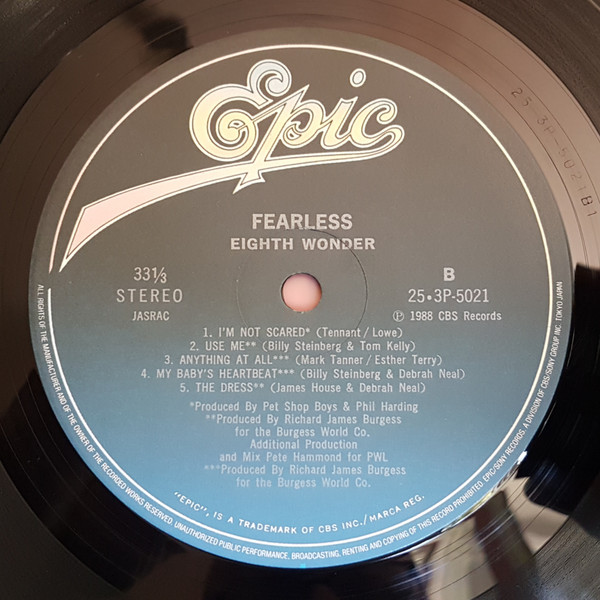 Epic
FEARLESS
EIGHTH WONDER
33⅓
STEREO
JASRAC
B
25・3P-5021
Ⓟ 1988 CBS Records
1. I'M NOT SCARED* (Tennant/Lowe)
2. USE ME** (Billy Steinberg & Tom Kelly)
3. ANYTHING AT ALL*** (Mark Tanner/Esther Terry)
4. MY BABY'S HEARTBEAT*** (Billy Steinberg & Debrah Neal)
5. THE DRESS** (James House & Debrah Neal)
*Produced By Pet Shop Boys & Phil Harding
**Produced By Richard James Burgess
for the Burgess World Co.
Additional Production
and Mix Pete Hammond for PWL
***Produced By Richard James Burgess
for the Burgess World Co.
"EPIC", IS A TRADEMARK OF CBS INC./MARCA REG.
ALL RIGHTS OF THE MANUFACTURER AND OF THE OWNER OF THE RECORDED WORKS RESERVED. UNAUTHORIZED PUBLIC PERFORMANCE, BROADCASTING, RENTING AND COPYING OF THIS RECORD PROHIBITED. EPIC/SONY RECORDS. A DIVISION OF CBS/SONY GROUP INC. TOKYO JAPAN
25-3P-5021B1